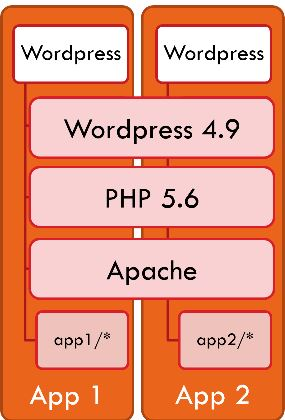 Wordpress Wordpress
Wordpress 4.9
PHP 5.6
Apache
app1/* app2/*
App 1 App 2